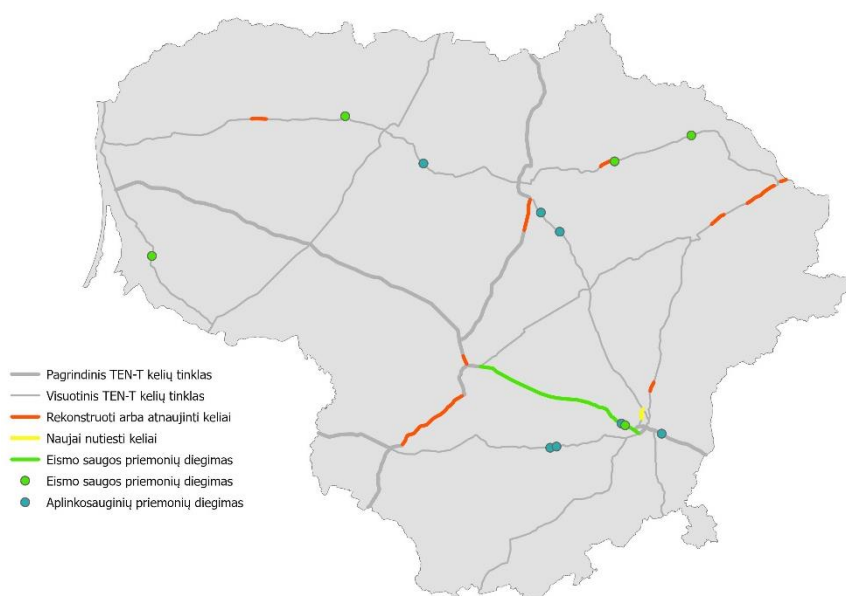 Pagrindinis TEN-T kelių tinklas
Visuotinis TEN-T kelių tinklas
Rekonstruoti arba atnaujinti keliai
Naujai nutiesti keliai
Eismo saugos priemonių diegimas
Eismo saugos priemonių diegimas
Aplinkosauginių priemonių diegimas